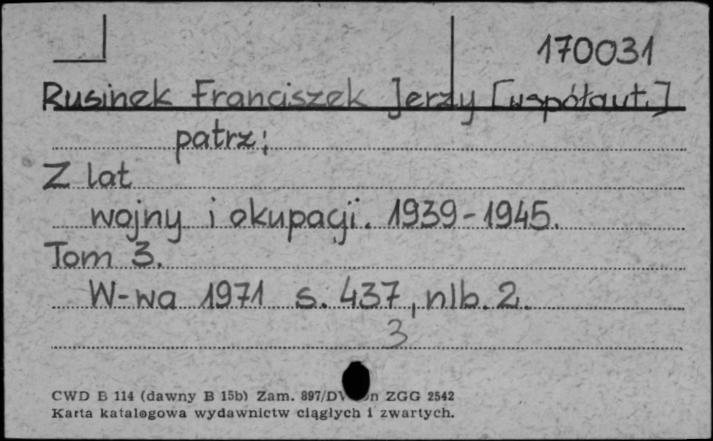 170031
Rusinek Franciszek Jerzy [współaut.]
patrz:
Z lat
wojny i okupacji. 1939-1945.
Tom 3.
W-wa 1971 s. 437, nlb. 2.
3
CWD B 114 (dawny B 15b) Zam. 897/DV n ZGG 2542
Karta katalogowa wydawnictw ciągłych i zwartych.